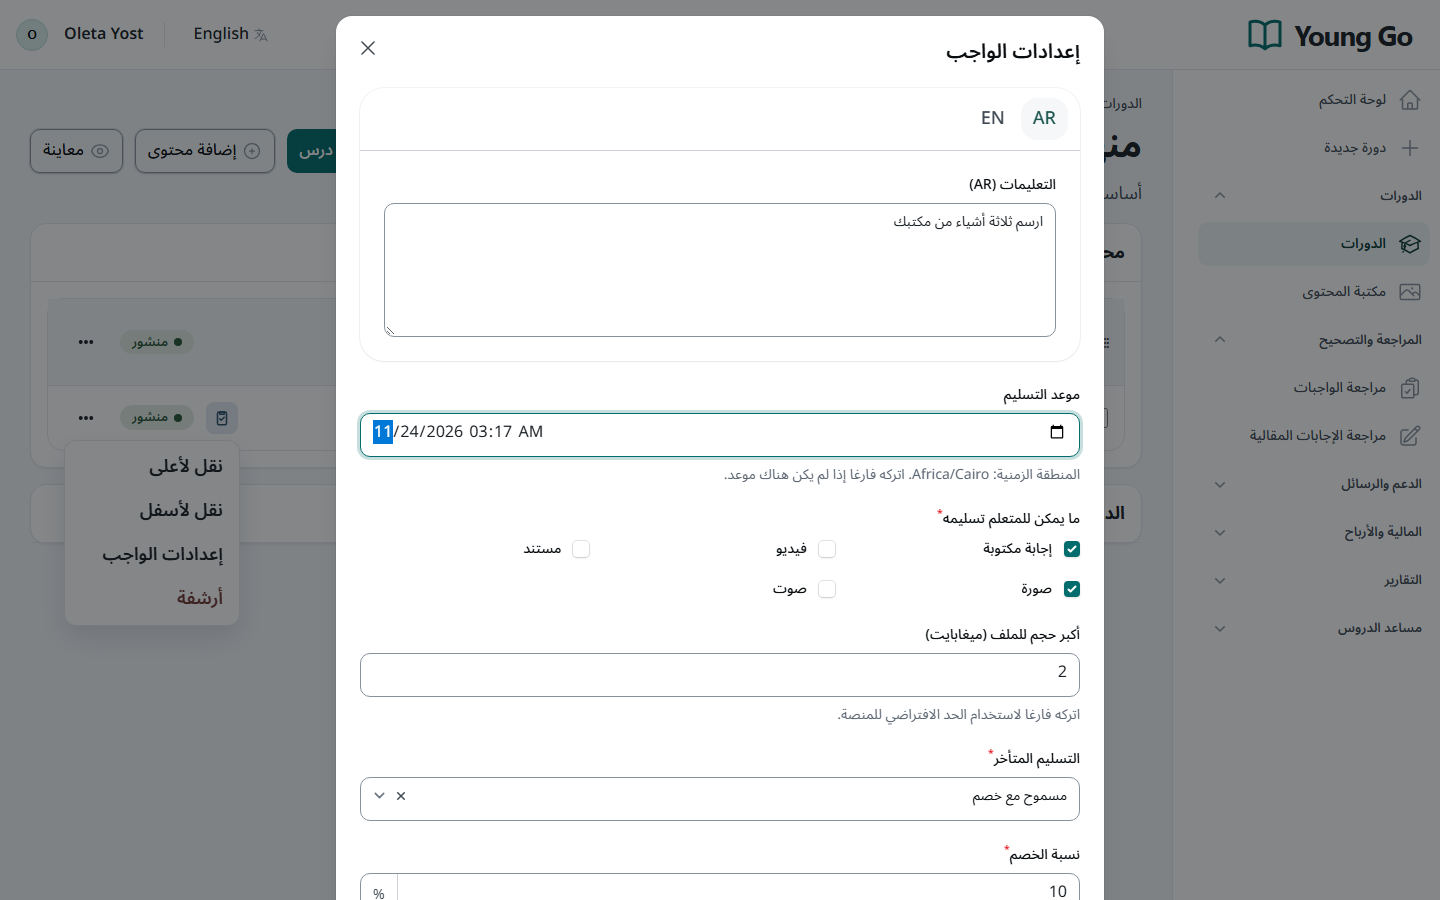 Young Go
English
Oleta Yost
O
لوحة التحكم
دورة جديدة
الدورات
الدورات
مكتبة المحتوى
المراجعة والتصحيح
مراجعة الواجبات
مراجعة الإجابات المقالية
الدعم والرسائل
المالية والأرباح
التقارير
مساعد الدروس
الدورات
درس
إضافة محتوى
معاينة
منشور
منشور
نقل لأعلى
نقل لأسفل
إعدادات الواجب
أرشفة
إعدادات الواجب
AR
EN
التعليمات (AR)
ارسم ثلاثة أشياء من مكتبك
موعد التسليم
11/24/2026 03:17 AM
المنطقة الزمنية: Africa/Cairo. اتركه فارغا إذا لم يكن هناك موعد.
ما يمكن للمتعلم تسليمه*
إجابة مكتوبة
فيديو
مستند
صورة
صوت
أكبر حجم للملف (ميغابايت)
2
اتركه فارغا لاستخدام الحد الافتراضي للمنصة.
التسليم المتأخر*
مسموح مع خصم
نسبة الخصم*
10
%